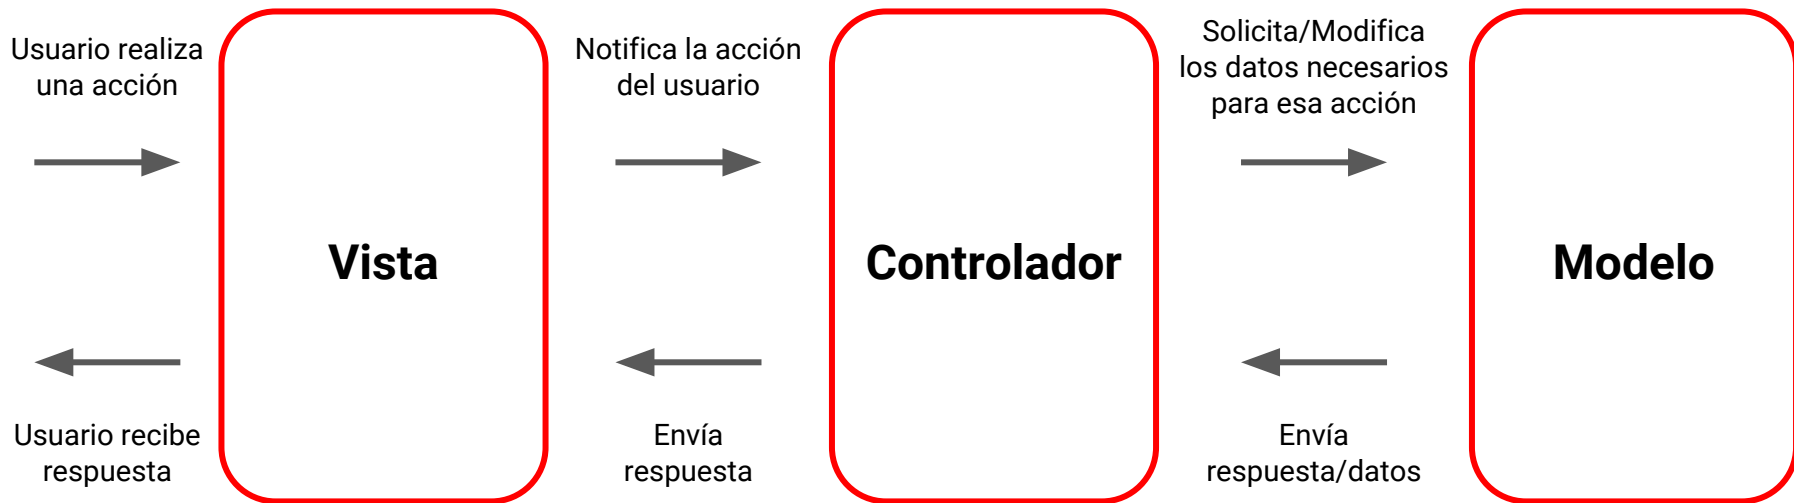 Usuario realiza
una acción
Notifica la acción
del usuario
Solicita/Modifica
los datos necesarios
para esa acción
Vista
Controlador
Modelo
Usuario recibe
respuesta
Envía
respuesta
Envía
respuesta/datos